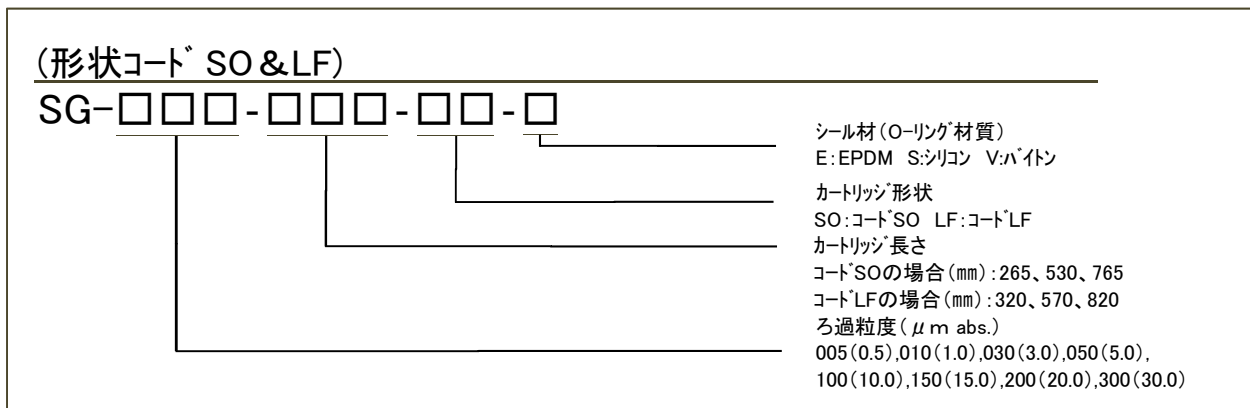 (形状ｺｰﾄﾞ SO＆LF)
SG-□□□-□□□-□□-□
ｼｰﾙ材(O-ﾘﾝｸﾞ材質)
E:EPDM S:ｼﾘｺﾝ V:ﾊﾞｲﾄﾝ
ｶｰﾄﾘｯｼﾞ形状
SO:ｺｰﾄﾞSO LF:ｺｰﾄﾞLF
ｶｰﾄﾘｯｼﾞ長さ
ｺｰﾄﾞSOの場合(㎜):265、530、765
ｺｰﾄﾞLFの場合(㎜):320、570、820
ろ過粒度(μm abs.)
005(0.5),010(1.0),030(3.0),050(5.0),
100(10.0),150(15.0),200(20.0),300(30.0)